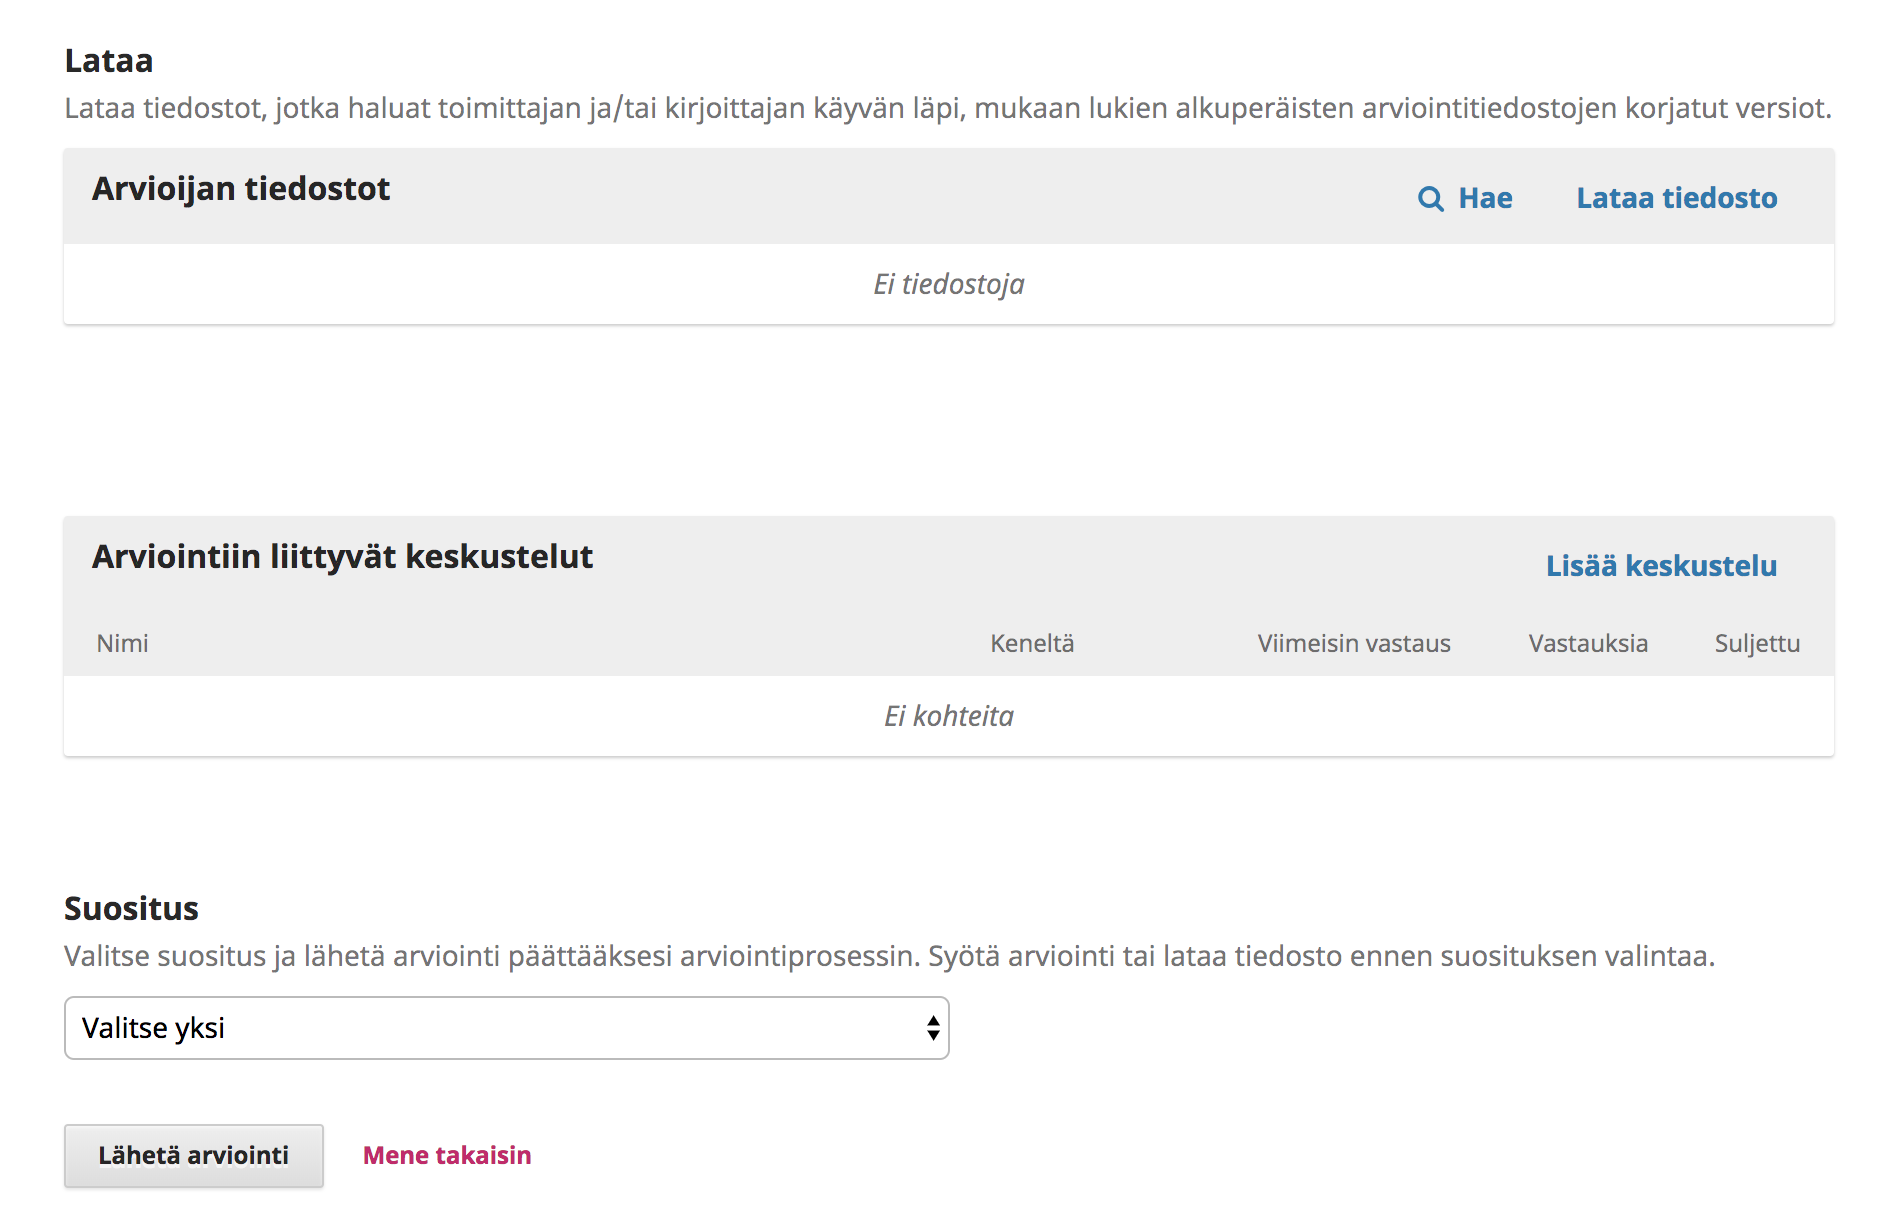 Lataa
Lataa tiedostot, jotka haluat toimittajan ja/tai kirjoittajan käyvän läpi, mukaan lukien alkuperäisten arviointitiedostojen korjatut versiot.
Arvioijan tiedostot
Hae
Lataa tiedosto
Ei tiedostoja
Arviointiin liittyvät keskustelut
Lisää keskustelu
Nimi Keneltä Viimeisin vastaus Vastauksia Suljettu
Ei kohteita
Suositus
Valitse suositus ja lähetä arviointi päättääksesi arviointiprosessin. Syötä arviointi tai lataa tiedosto ennen suosituksen valintaa.
Valitse yksi
Lähetä arviointi
Mene takaisin